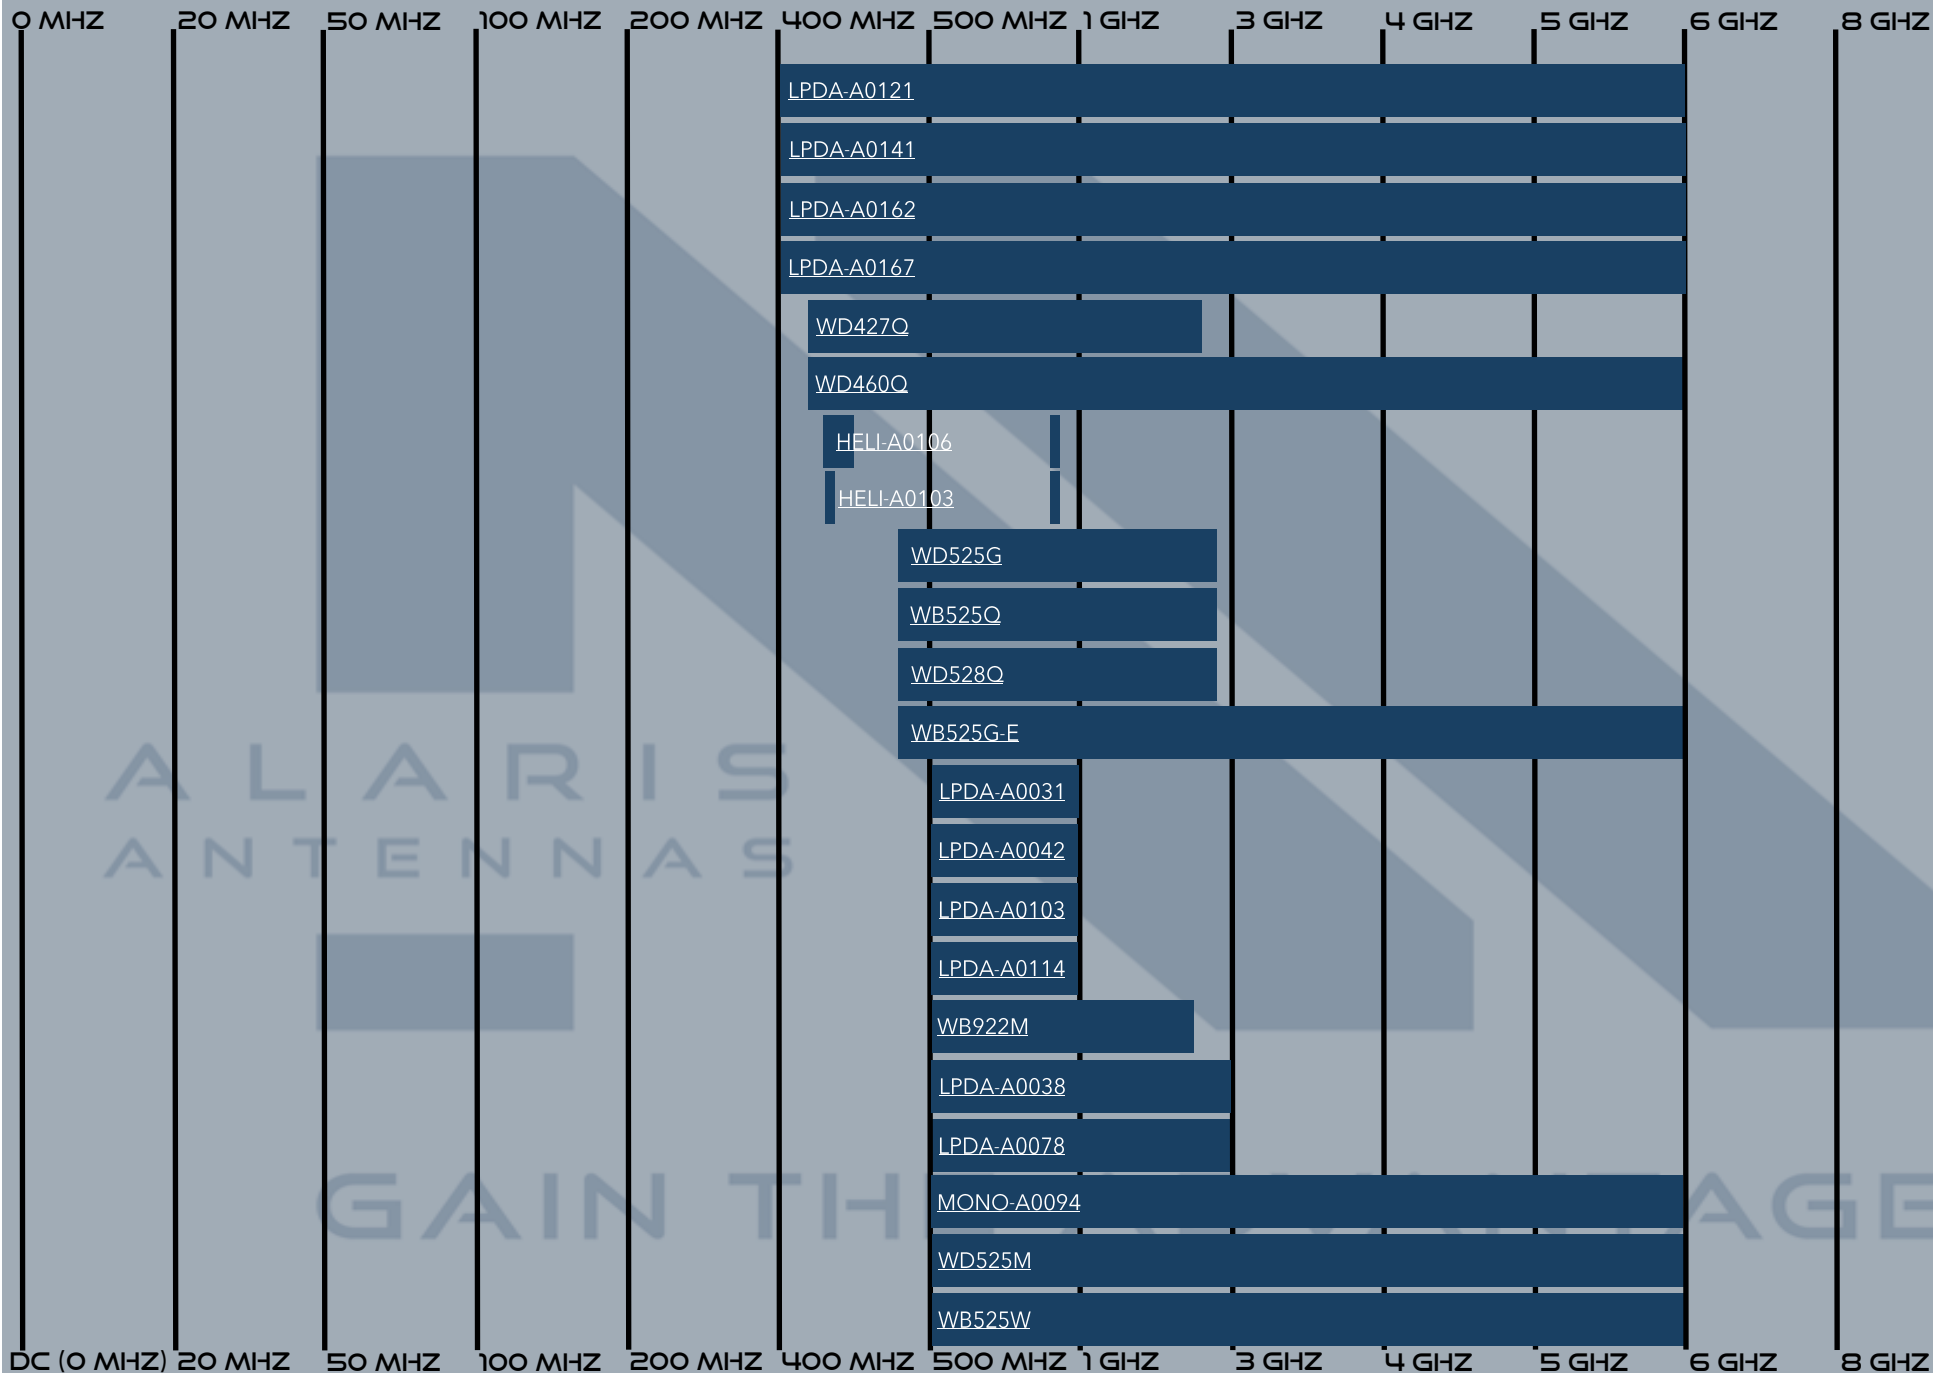 0 MHZ 20 MHZ 50 MHZ 100 MHZ 200 MHZ 400 MHZ 500 MHZ 1 GHZ 3 GHZ 4 GHZ 5 GHZ 6 GHZ 8 GHZ
LPDA-A0121
LPDA-A0141
LPDA-A0162
LPDA-A0167
WD427Q
WD460Q
HELI-A0106
HELI-A0103
WD525G
WB525Q
WD528Q
WB525G-E
ALARIS
LPDA-A0031
LPDA-A0042
ANTENNAS
LPDA-A0103
LPDA-A0114
WB922M
LPDA-A0038
LPDA-A0078
MONO-A0094
GAIN THE ADVANTAGE
WD525M
WB525W
DC (0 MHZ) 20 MHZ 50 MHZ 100 MHZ 200 MHZ 400 MHZ 500 MHZ 1 GHZ 3 GHZ 4 GHZ 5 GHZ 6 GHZ 8 GHZ